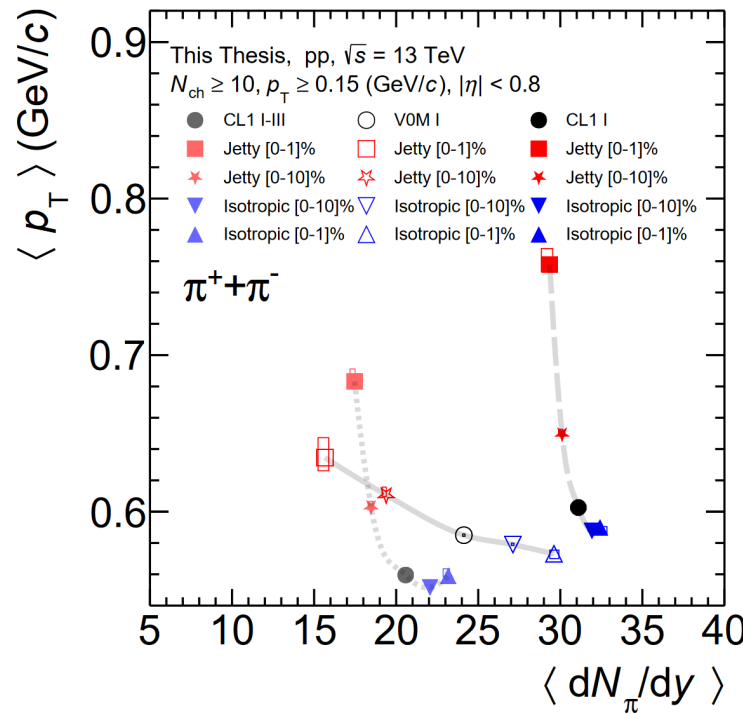 ⟨ p_T ⟩ (GeV/c)
0.9
0.8
0.7
0.6
This Thesis, pp, √s = 13 TeV
N_ch ≥ 10, p_T ≥ 0.15 (GeV/c), |η| < 0.8
CL1 I-III V0M I CL1 I
Jetty [0-1]% Jetty [0-1]% Jetty [0-1]%
Jetty [0-10]% Jetty [0-10]% Jetty [0-10]%
Isotropic [0-10]% Isotropic [0-10]% Isotropic [0-10]%
Isotropic [0-1]% Isotropic [0-1]% Isotropic [0-1]%
π⁺+π⁻
5 10 15 20 25 30 35 40
⟨ dN_π/dy ⟩